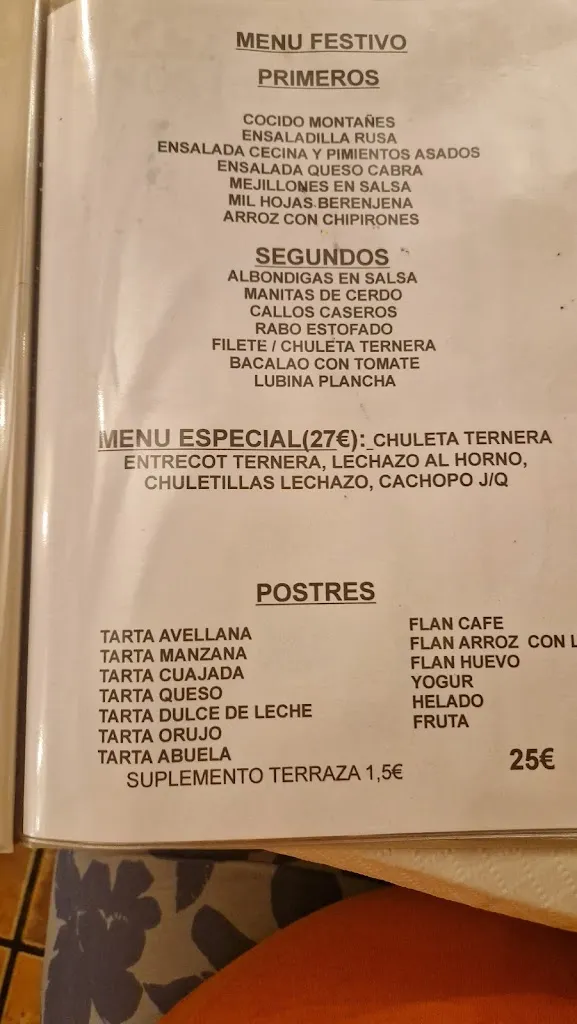 MENU FESTIVO
PRIMEROS
COCIDO MONTAÑES
ENSALADILLA RUSA
ENSALADA CECINA Y PIMIENTOS ASADOS
ENSALADA QUESO CABRA
MEJILLONES EN SALSA
MIL HOJAS BERENJENA
ARROZ CON CHIPIRONES
SEGUNDOS
ALBONDIGAS EN SALSA
MANITAS DE CERDO
CALLOS CASEROS
RABO ESTOFADO
FILETE / CHULETA TERNERA
BACALAO CON TOMATE
LUBINA PLANCHA
MENU ESPECIAL(27€): CHULETA TERNERA
ENTRECOT TERNERA, LECHAZO AL HORNO,
CHULETILLAS LECHAZO, CACHOPO J/Q
POSTRES
TARTA AVELLANA
TARTA MANZANA
TARTA CUAJADA
TARTA QUESO
TARTA DULCE DE LECHE
TARTA ORUJO
TARTA ABUELA
FLAN CAFE
FLAN ARROZ CON
FLAN HUEVO
YOGUR
HELADO
FRUTA
SUPLEMENTO TERRAZA 1,5€
25€